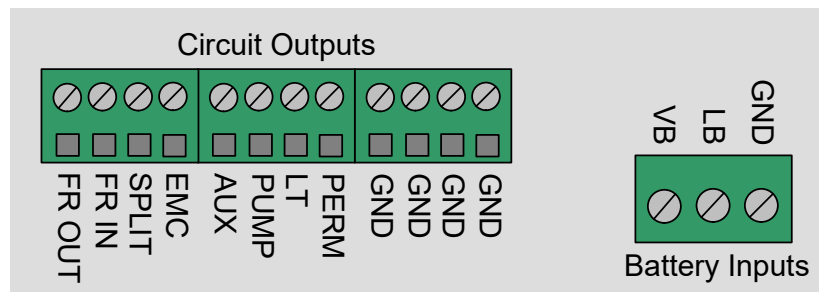 Circuit Outputs
FR OUT
FR IN
SPLIT
EMC
AUX
PUMP
LT
PERM
GND
GND
GND
GND
VB
LB
GND
Battery Inputs